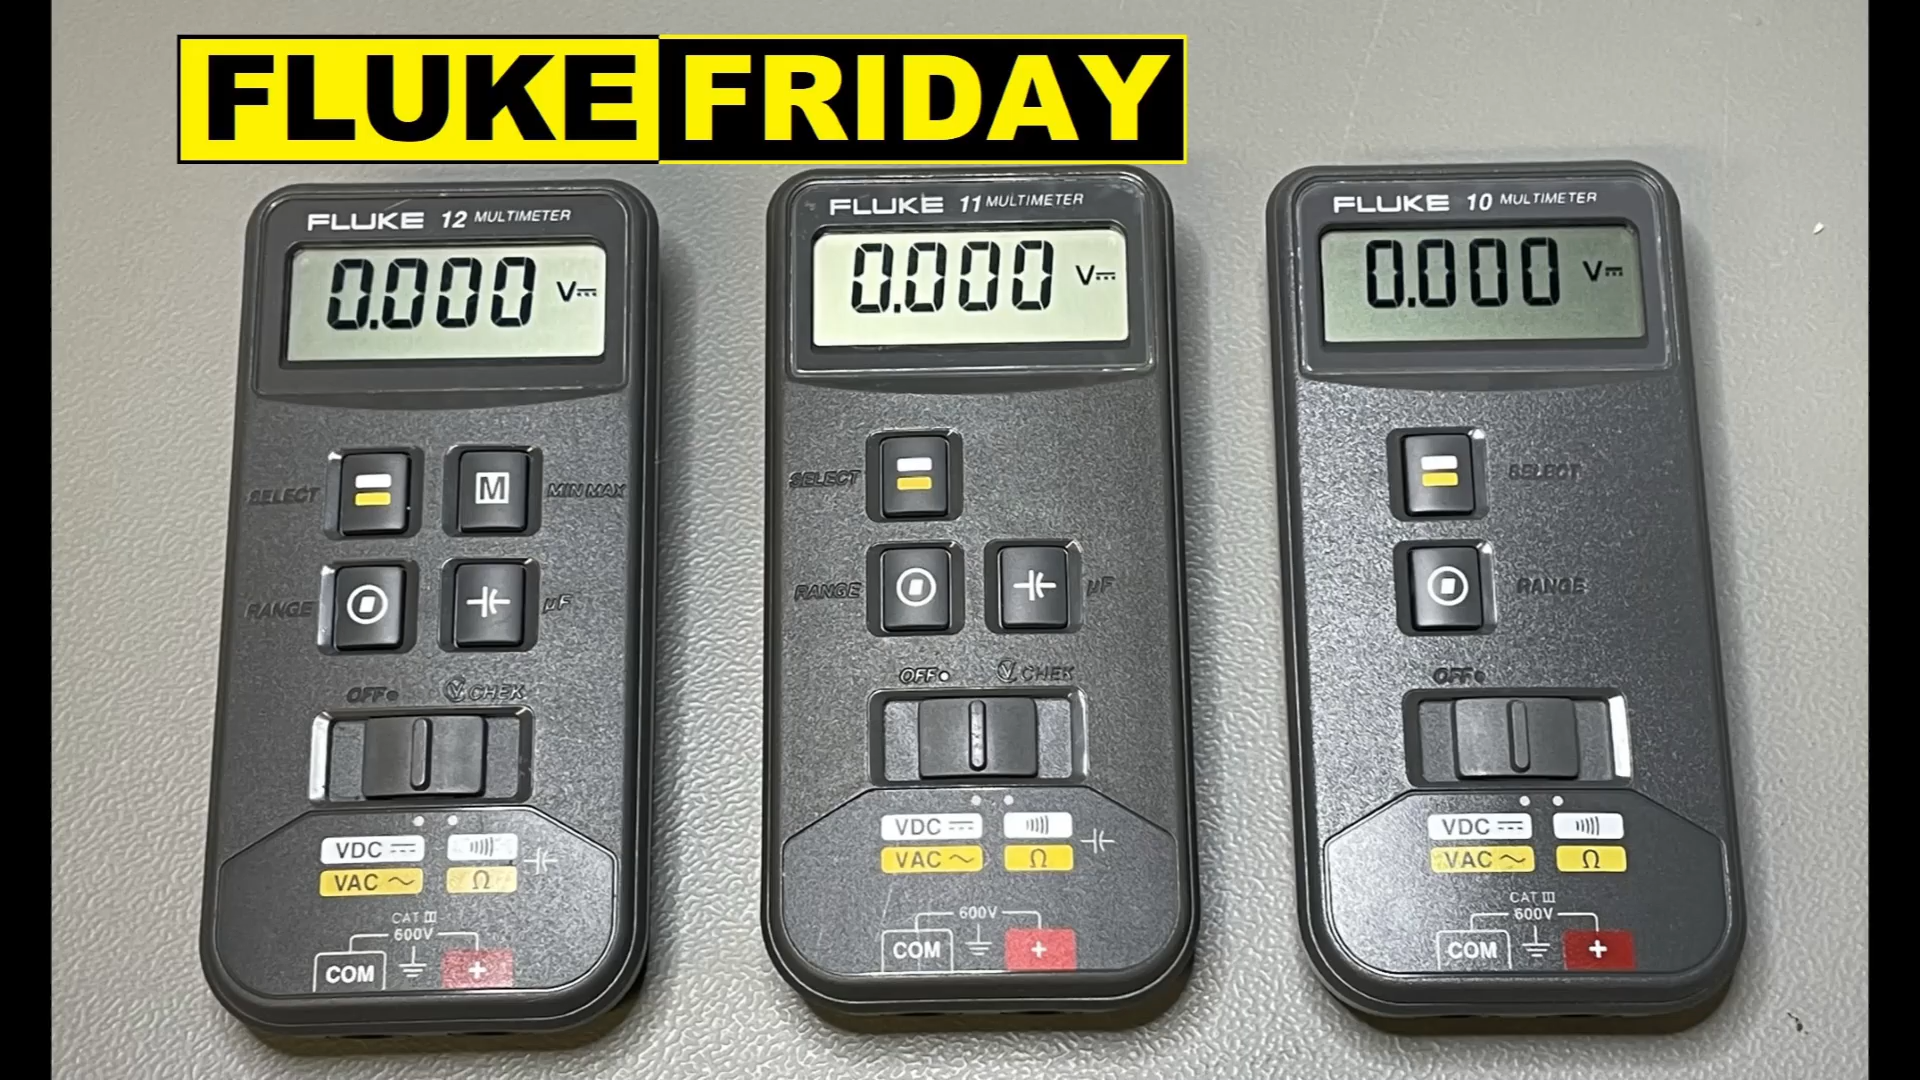 FLUKE FRIDAY
FLUKE 12 MULTIMETER
0.000 V
SELECT
M
MIN MAX
RANGE
µF
OFF
V CHEK
VDC
VAC
Ω
CAT III
600V
COM
+
FLUKE 11 MULTIMETER
0.000 V
SELECT
RANGE
µF
OFF
V CHEK
VDC
VAC
Ω
600V
COM
+
FLUKE 10 MULTIMETER
0.000 V
SELECT
RANGE
OFF
VDC
VAC
Ω
CAT III
600V
COM
+